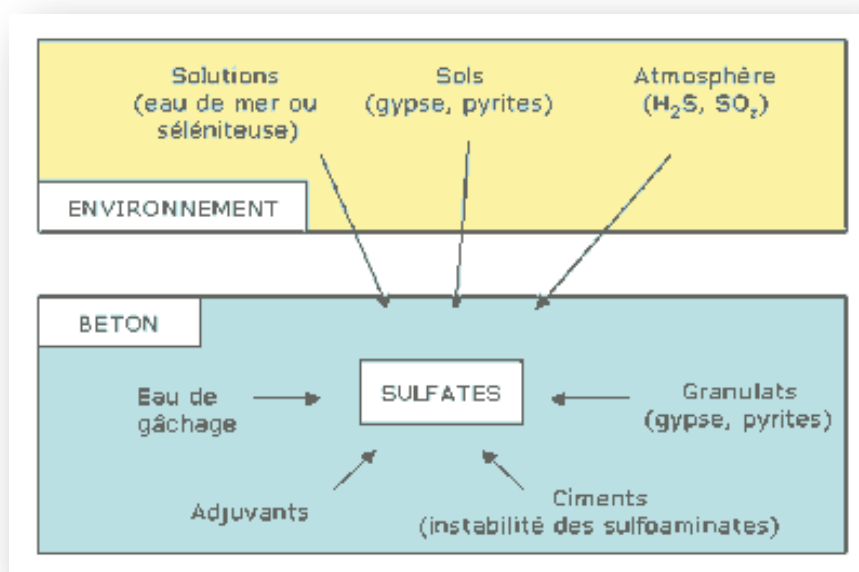 Solutions
(eau de mer ou
séléniteuse)
Sols
(gypse, pyrites)
Atmosphère
(H₂S, SO₂)
ENVIRONNEMENT
BETON
SULFATES
Eau de
gâchage
Granulats
(gypse, pyrites)
Adjuvants
Ciments
(instabilité des sulfoaminates)